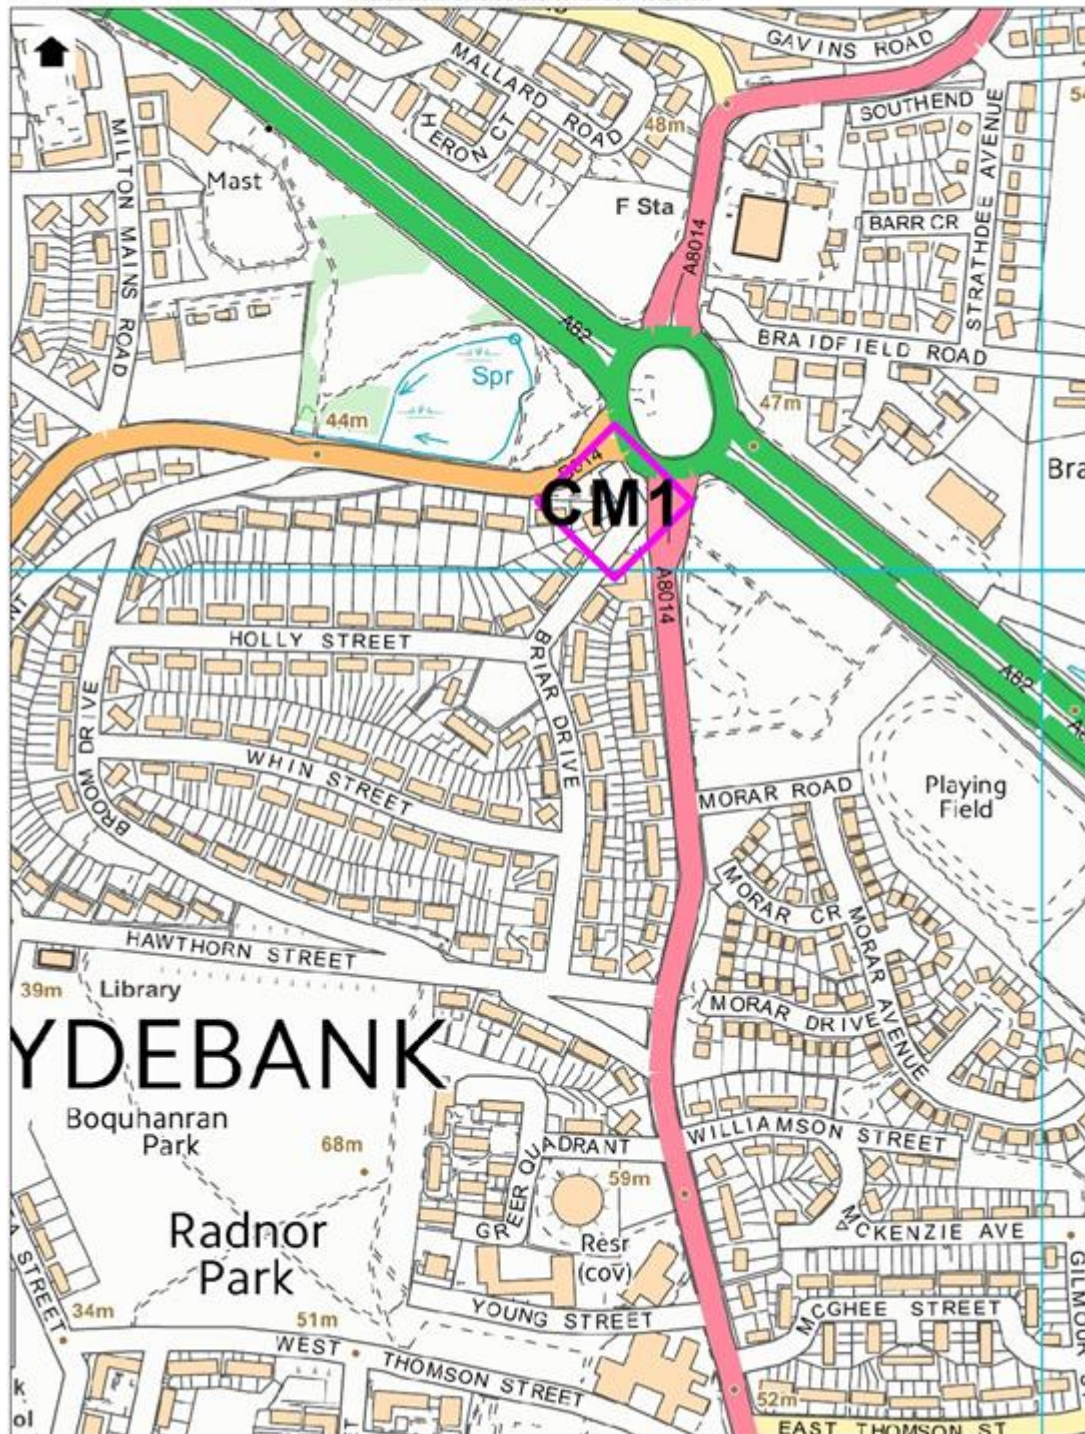 GAVINS ROAD
MALLARD ROAD
SOUTHEND
HERON CT
48m
54
MILTON MAINS ROAD
Mast
F Sta
A8014
BARR CR
STRATHDEE AVENUE
A82
BRAIDFIELD ROAD
Spr
44m
47m
Bra
CM1
A8014
HOLLY STREET
BRIAR DRIVE
A82
BROOM DRIVE
WHIN STREET
MORAR ROAD
Playing
Field
MORAR CR
MORAR AVENUE
HAWTHORN STREET
39m
Library
MORAR DRIVE
YDEBANK
Boquhanran
Park
68m
WILLIAMSON STREET
GREER QUADRANT
59m
Radnor
Park
Resr
(cov)
MCKENZIE AVE
A STREET
34m
51m
YOUNG STREET
MCGHEE STREET
GILMOUR S
WEST THOMSON STREET
k
ol
52m
EAST THOMSON ST